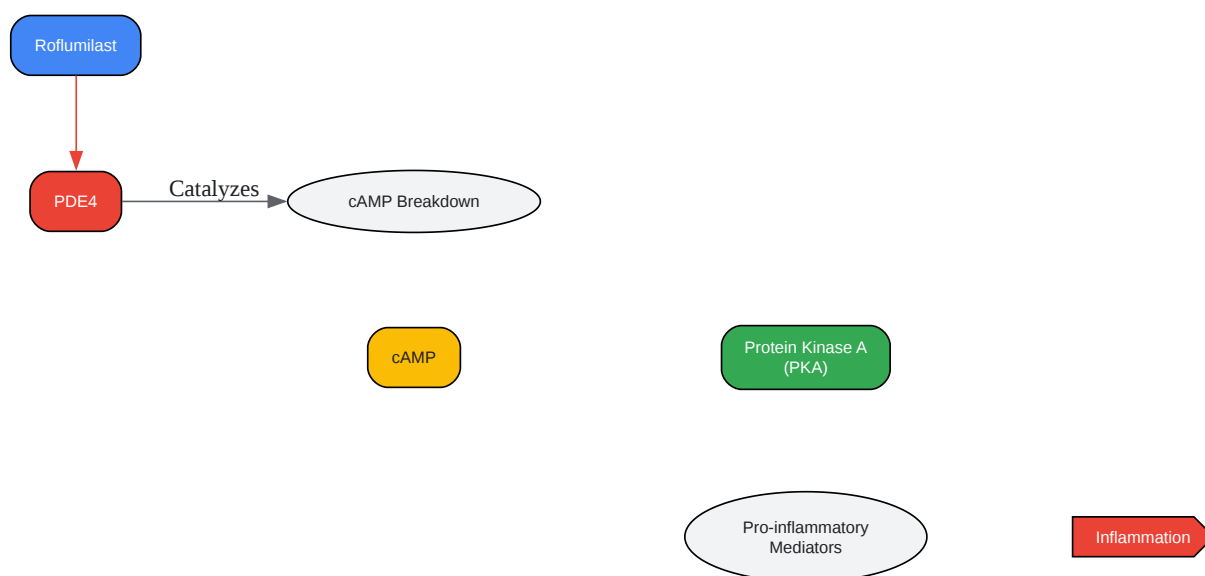 Roflumilast
PDE4
Catalyzes
cAMP Breakdown
cAMP
Protein Kinase A
(PKA)
Pro-inflammatory
Mediators
Inflammation